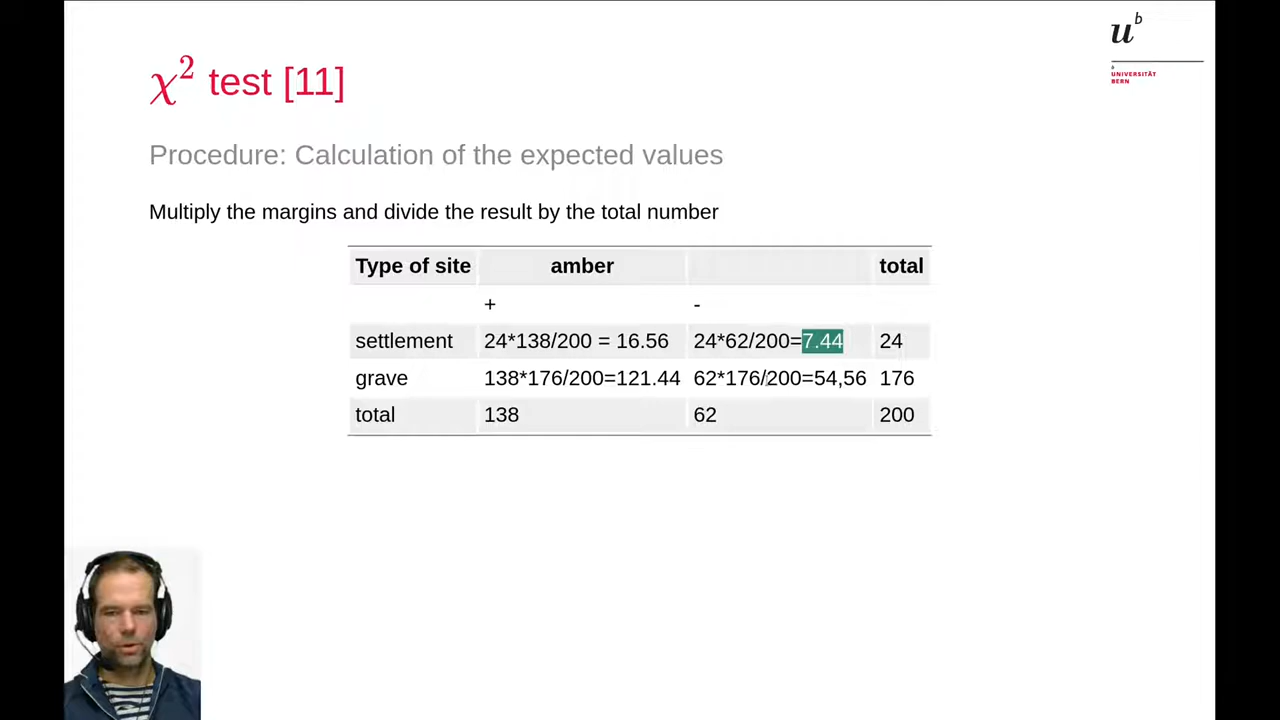 u^b
b
UNIVERSITÄT
BERN
χ² test [11]
Procedure: Calculation of the expected values
Multiply the margins and divide the result by the total number
Type of site amber total
+ -
settlement 24*138/200 = 16.56 24*62/200=7.44 24
grave 138*176/200=121.44 62*176/200=54,56 176
total 138 62 200